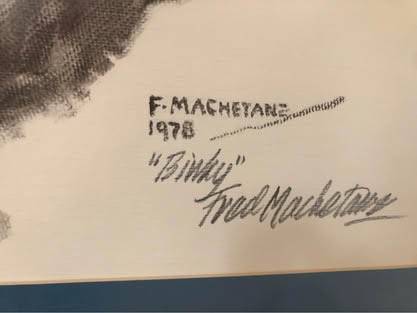 F. MACHETANZ
1978
"Binky"
Fred Machetanz